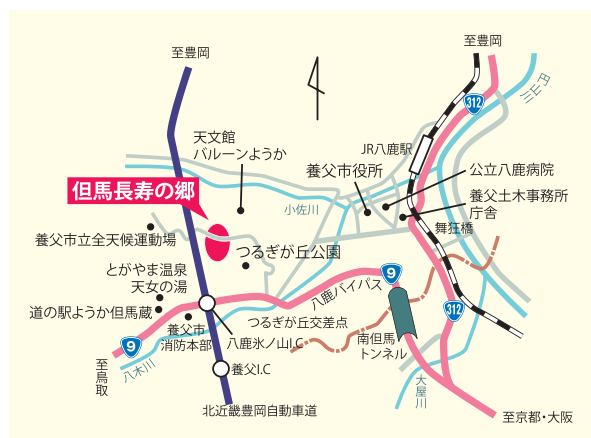 至豊岡
至豊岡
312
円山川
天文館
バルーンようか
JR八鹿駅
養父市役所
公立八鹿病院
但馬長寿の郷
養父土木事務所
庁舎
小佐川
舞狂橋
養父市立全天候運動場
つるぎが丘公園
とがやま温泉
天女の湯
9
八鹿バイパス
道の駅ようか但馬蔵
312
つるぎが丘交差点
養父市
消防本部
八鹿氷ノ山I.C
南但馬
トンネル
9
至鳥取
八木川
養父I.C
大屋川
北近畿豊岡自動車道
至京都・大阪